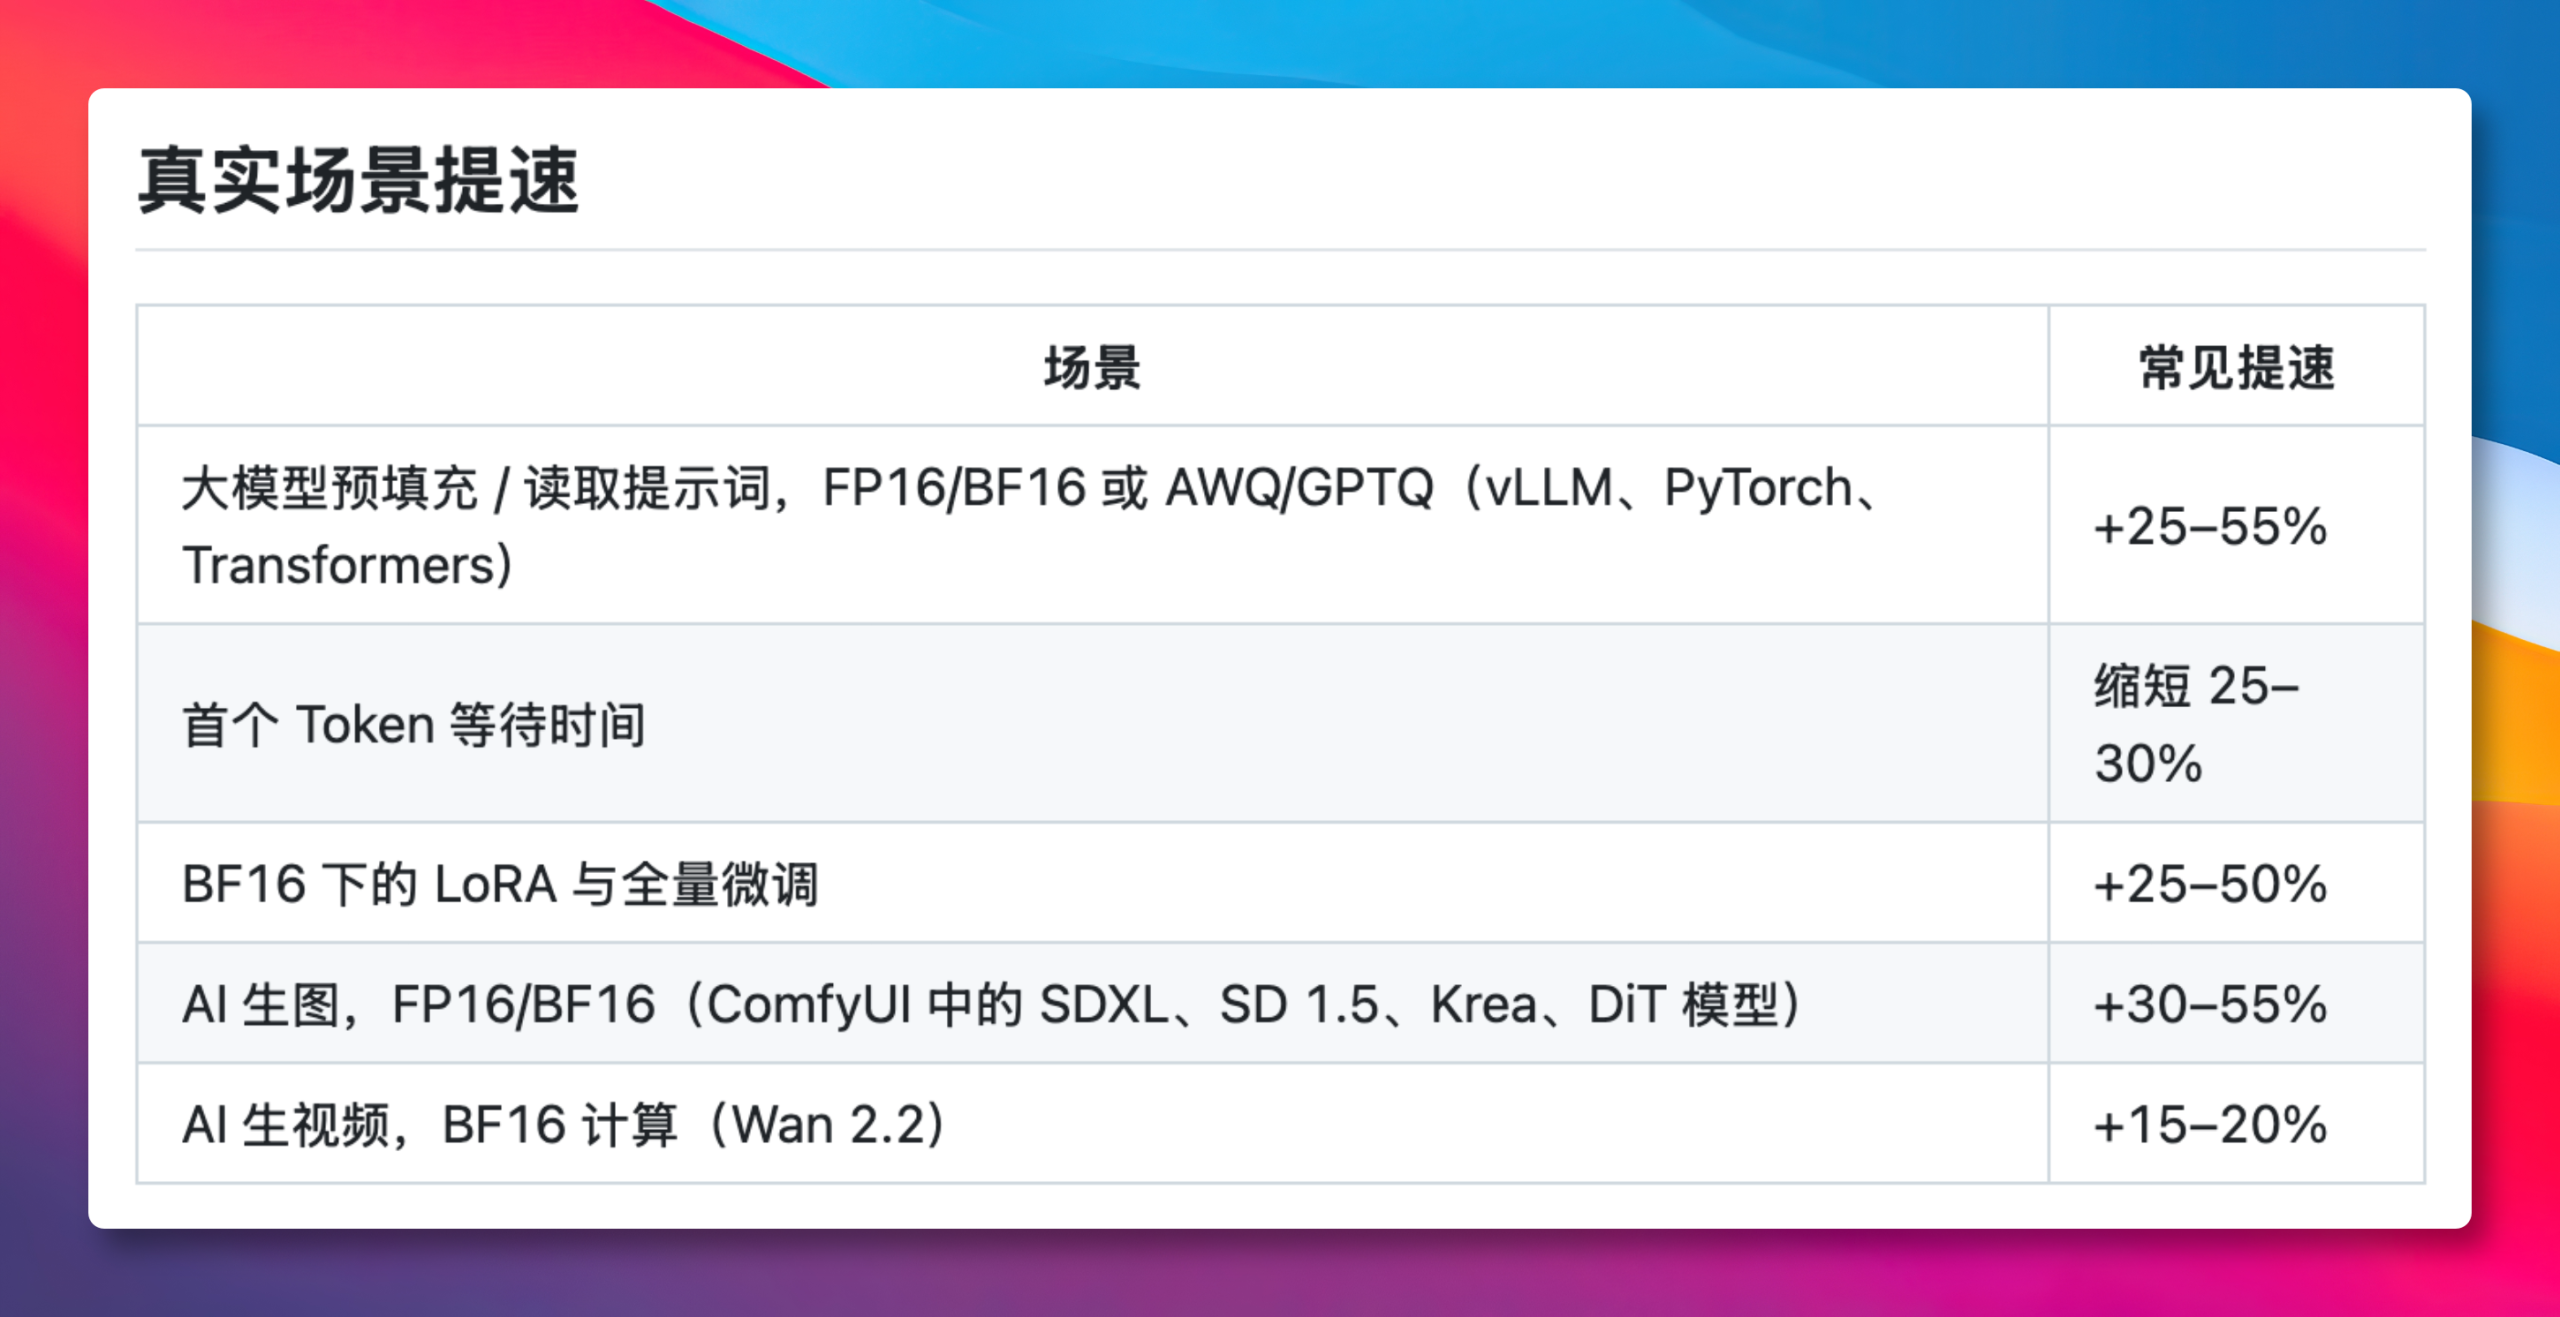 真实场景提速
场景
常见提速
大模型预填充 / 读取提示词，FP16/BF16 或 AWQ/GPTQ（vLLM、PyTorch、
Transformers）
+25–55%
首个 Token 等待时间
缩短 25–
30%
BF16 下的 LoRA 与全量微调
+25–50%
AI 生图，FP16/BF16（ComfyUI 中的 SDXL、SD 1.5、Krea、DiT 模型）
+30–55%
AI 生视频，BF16 计算（Wan 2.2）
+15–20%